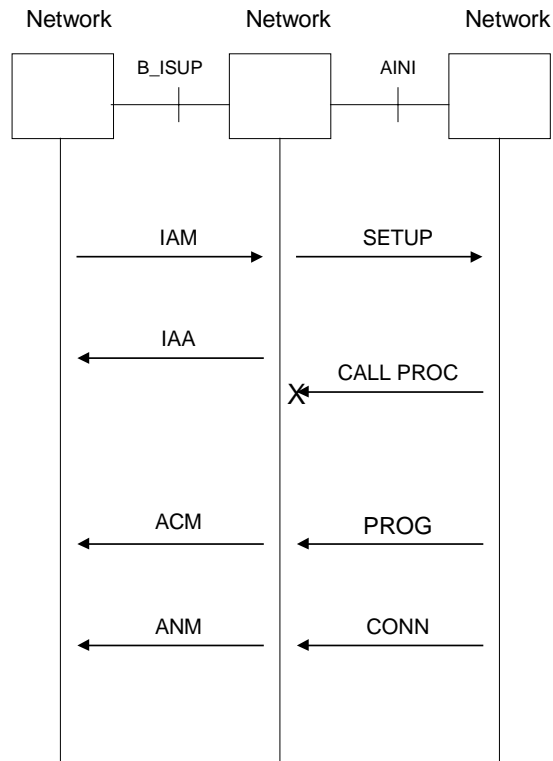 Network Network Network
B_ISUP AINI
IAM SETUP
IAA
CALL PROC
X
ACM PROG
ANM CONN